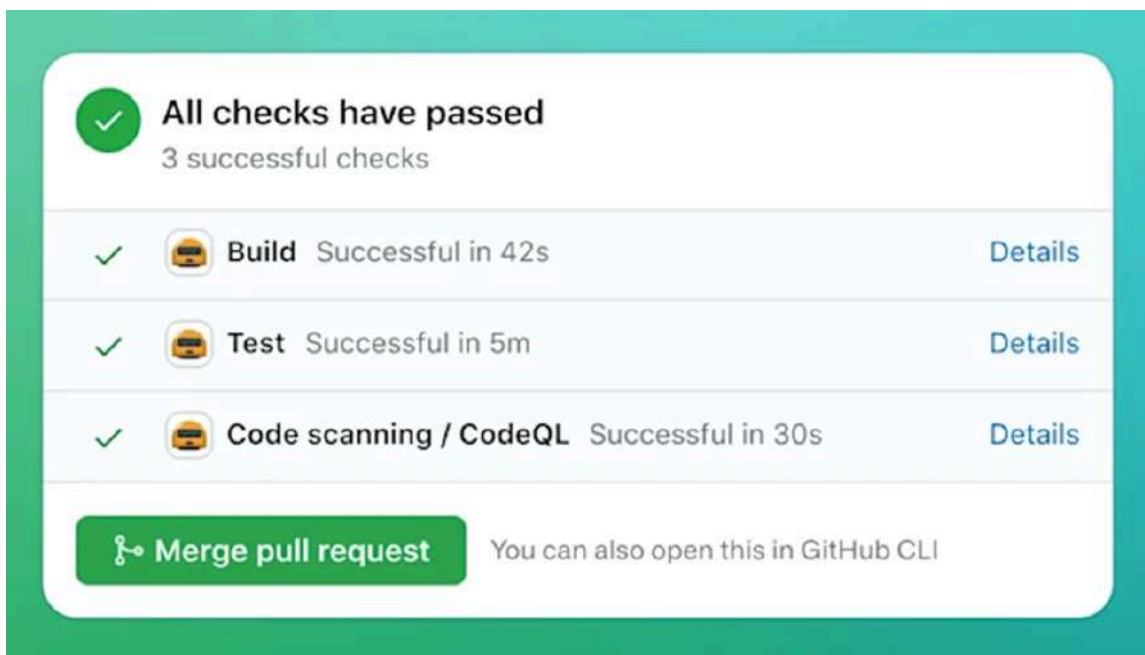 All checks have passed
3 successful checks
Build Successful in 42s Details
Test Successful in 5m Details
Code scanning / CodeQL Successful in 30s Details
Merge pull request You can also open this in GitHub CLI